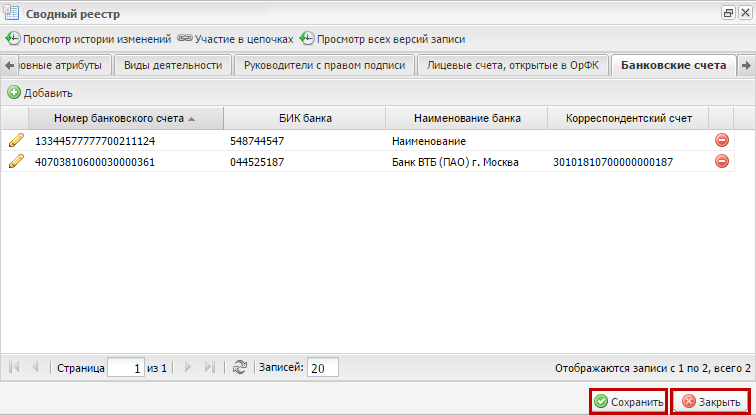 Сводный реестр
Просмотр истории изменений Участие в цепочках Просмотр всех версий записи
ювные атрибуты Виды деятельности Руководители с правом подписи Лицевые счета, открытые в ОрФК Банковские счета
Добавить
Номер банковского счета БИК банка Наименование банка Корреспондентский счет
13344577777700211124 548744547 Наименование
40703810600030000361 044525187 Банк ВТБ (ПАО) г. Москва 30101810700000000187
Страница 1 из 1 Записей: 20 Отображаются записи с 1 по 2, всего 2
Сохранить Закрыть